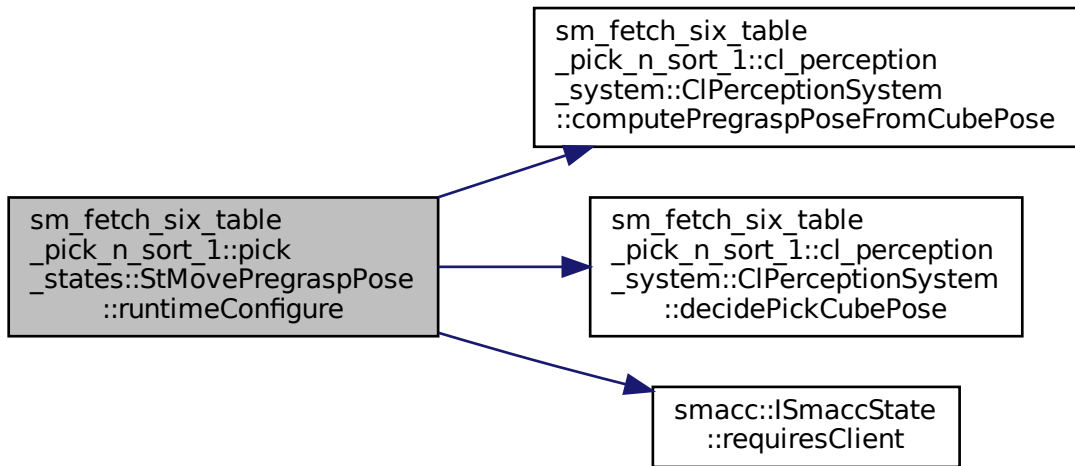 sm_fetch_six_table
_pick_n_sort_1::pick
_states::StMovePregraspPose
::runtimeConfigure
sm_fetch_six_table
_pick_n_sort_1::cl_perception
_system::ClPerceptionSystem
::computePregraspPoseFromCubePose
sm_fetch_six_table
_pick_n_sort_1::cl_perception
_system::ClPerceptionSystem
::decidePickCubePose
smacc::ISmaccState
::requiresClient